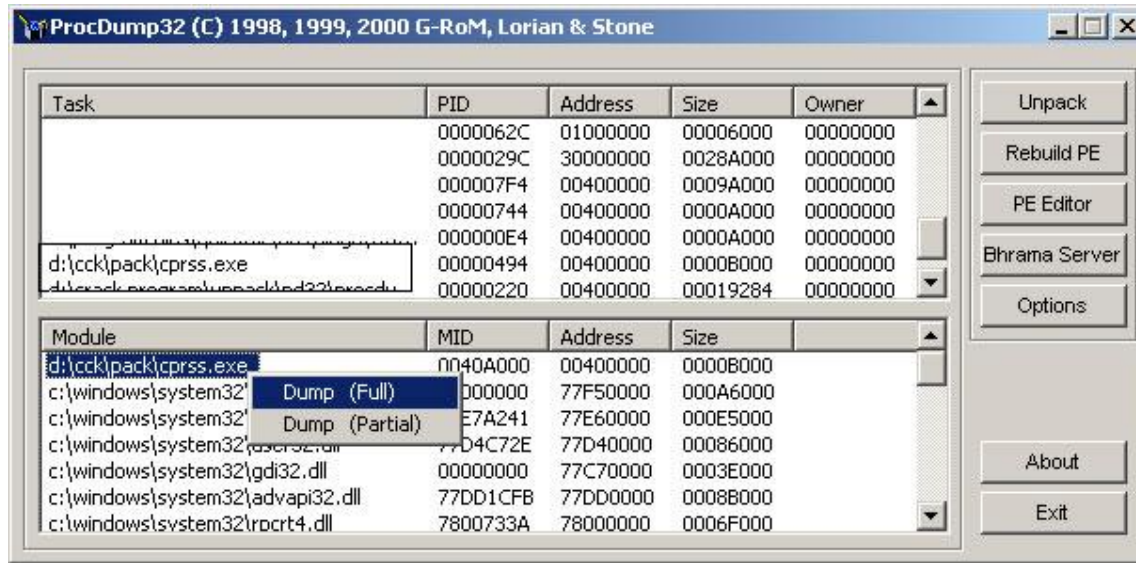 ProcDump32 (C) 1998, 1999, 2000 G-RoM, Lorian & Stone
Task PID Address Size Owner
0000062C 01000000 00006000 00000000
0000029C 30000000 0028A000 00000000
000007F4 00400000 0009A000 00000000
00000744 00400000 0000A000 00000000
000000E4 00400000 0000A000 00000000
d:\cck\pack\cprss.exe 00000494 00400000 0000B000 00000000
d:\crack program\unpack\pd32\procdu 00000220 00400000 00019284 00000000
Module MID Address Size
d:\cck\pack\cprss.exe 0040A000 00400000 0000B000
c:\windows\system32\ 77F50000 000A6000
c:\windows\system32\ 77E60000 000E5000
c:\windows\system32\ 77D40000 00086000
c:\windows\system32\gdi32.dll 00000000 77C70000 0003E000
c:\windows\system32\advapi32.dll 77DD1CFB 77DD0000 0008B000
c:\windows\system32\rpcrt4.dll 7800733A 78000000 0006F000
Dump (Full)
Dump (Partial)
Unpack
Rebuild PE
PE Editor
Bhrama Server
Options
About
Exit